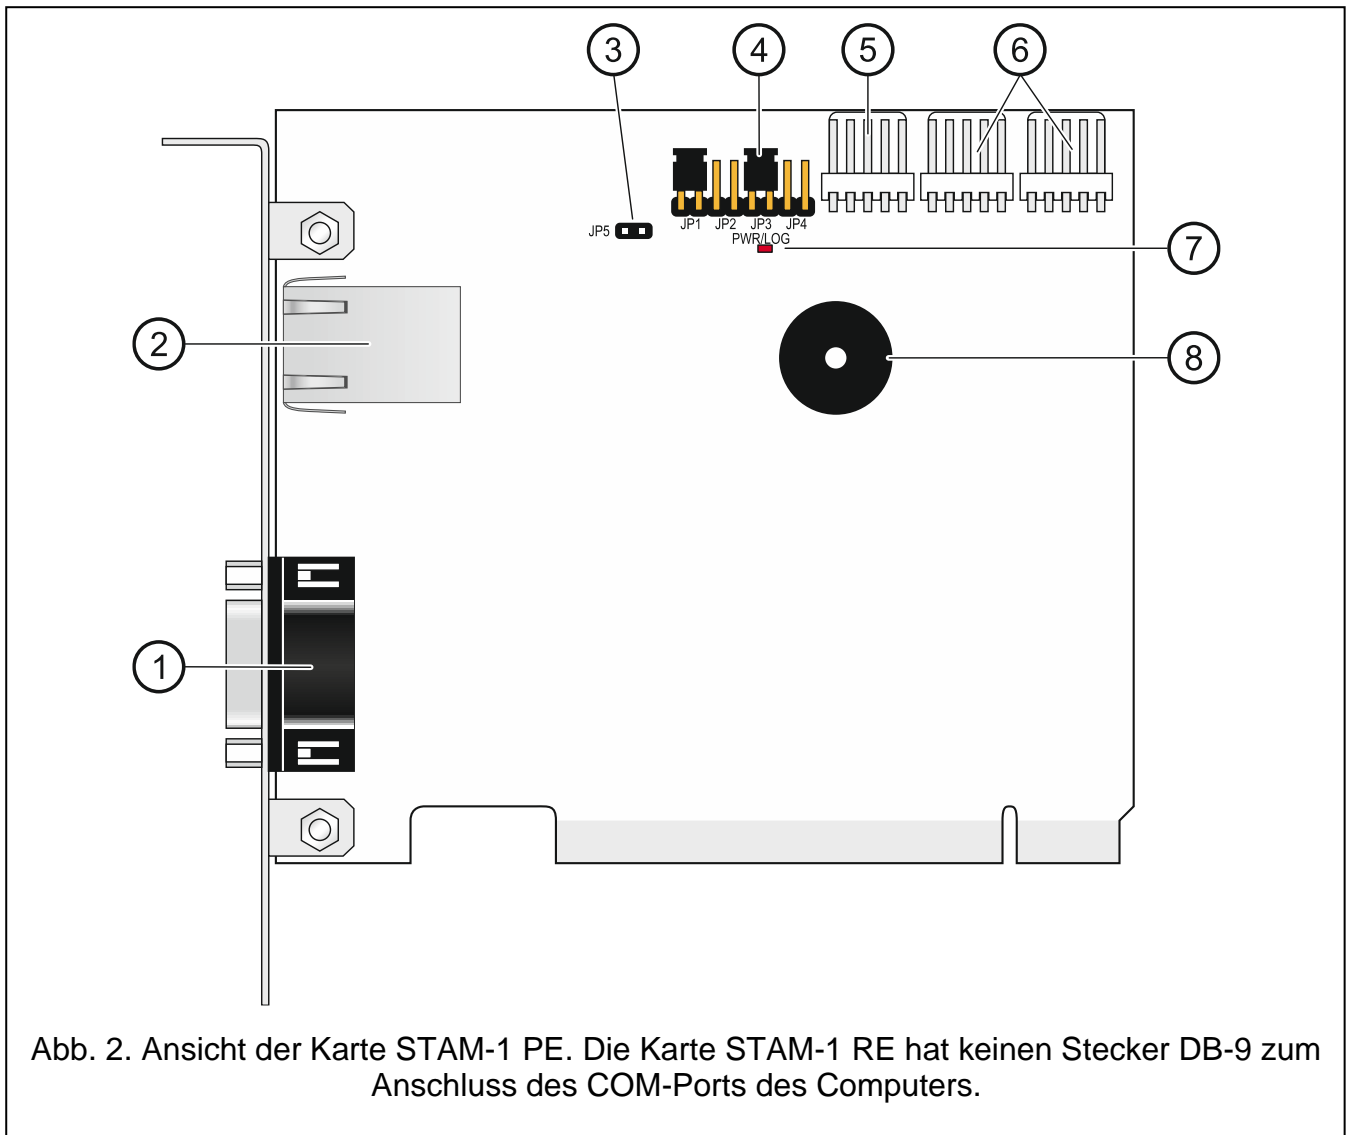 3
4
5
6
JP1
JP2
JP3
JP4
JP5
PWR/LOG
7
2
8
1
Abb. 2. Ansicht der Karte STAM-1 PE. Die Karte STAM-1 RE hat keinen Stecker DB-9 zum
Anschluss des COM-Ports des Computers.